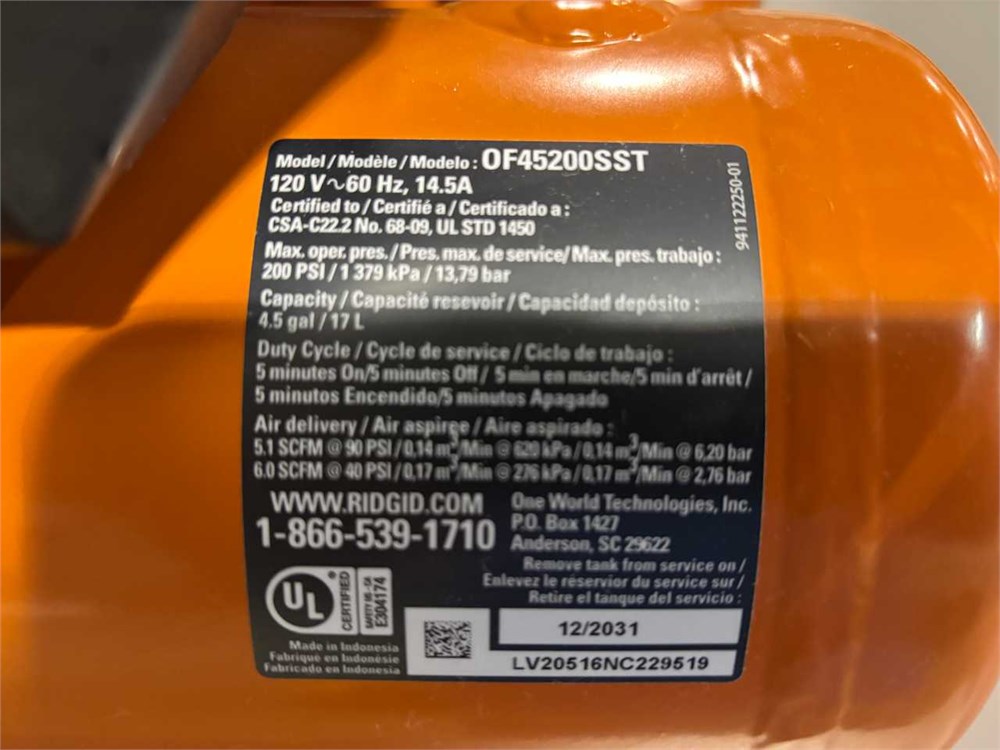 Model / Modèle / Modelo : OF45200SST
120 V~60 Hz, 14.5A
Certified to / Certifié a / Certificado a :
CSA-C22.2 No. 68-09, UL STD 1450
Max. oper. pres. / Pres. max. de service/ Max. pres. trabajo :
200 PSI / 1 379 kPa / 13,79 bar
Capacity / Capacité resevoir / Capacidad depósito :
4.5 gal / 17 L
Duty Cycle / Cycle de service / Ciclo de trabajo :
5 minutes On/5 minutes Off / 5 min en marche/5 min d'arrêt /
5 minutos Encendido/5 minutos Apagado
Air delivery / Air aspiree / Aire aspirado :
5.1 SCFM @ 90 PSI / 0,14 m³/Min @ 620 kPa / 0,14 m³/Min @ 6,20 bar
6.0 SCFM @ 40 PSI / 0,17 m³/Min @ 276 kPa / 0,17 m³/Min @ 2,76 bar
WWW.RIDGID.COM
1-866-539-1710
One World Technologies, Inc.
P.O. Box 1427
Anderson, SC 29622
Remove tank from service on /
Enlevez le réservior du service sur /
Retire el tanque del servicio :
12/2031
LV20516NC229519
UL
CERTIFIED
SAFETY US - CA
E304174
Made in Indonesia
Fabriqué en Indonésie
Fabricado en Indonesia
941122250-01